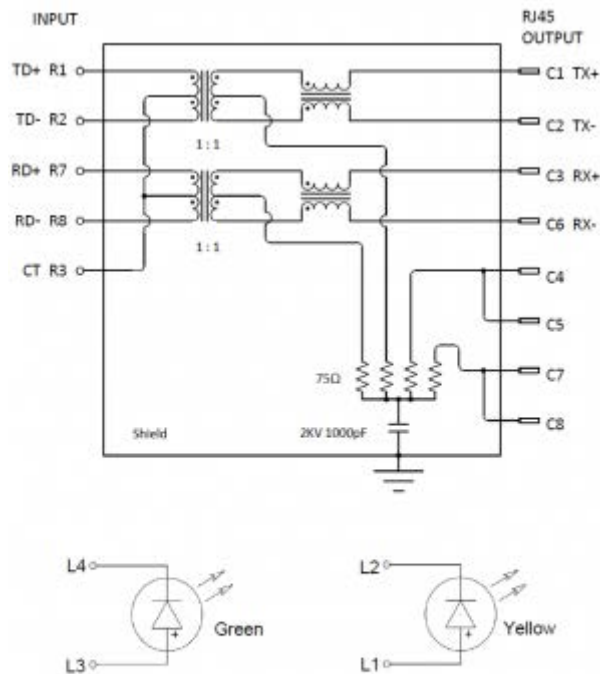 INPUT
RJ45
OUTPUT
TD+ R1
C1 TX+
TD- R2
C2 TX-
1 : 1
RD+ R7
C3 RX+
RD- R8
C6 RX-
1 : 1
CT R3
C4
C5
75Ω
C7
C8
Shield
2KV 1000pF
L4
L2
Green
Yellow
L3
L1